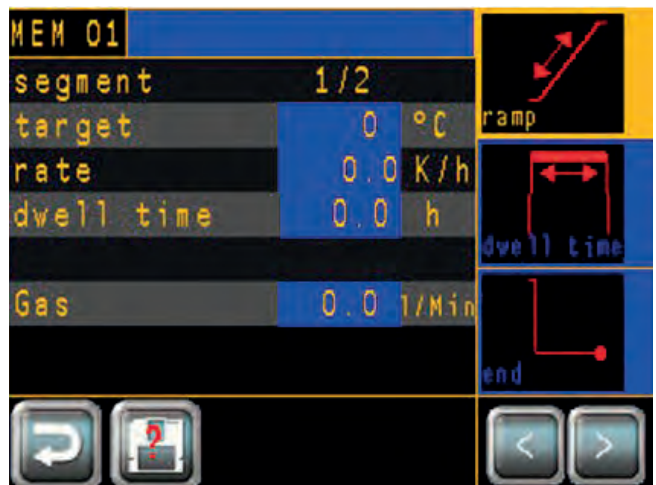 MEM 01
segment 1/2
target 0 °C
rate 0.0 K/h
dwell time 0.0 h
Gas 0.0 l/Min
ramp
dwell time
end
?
< >